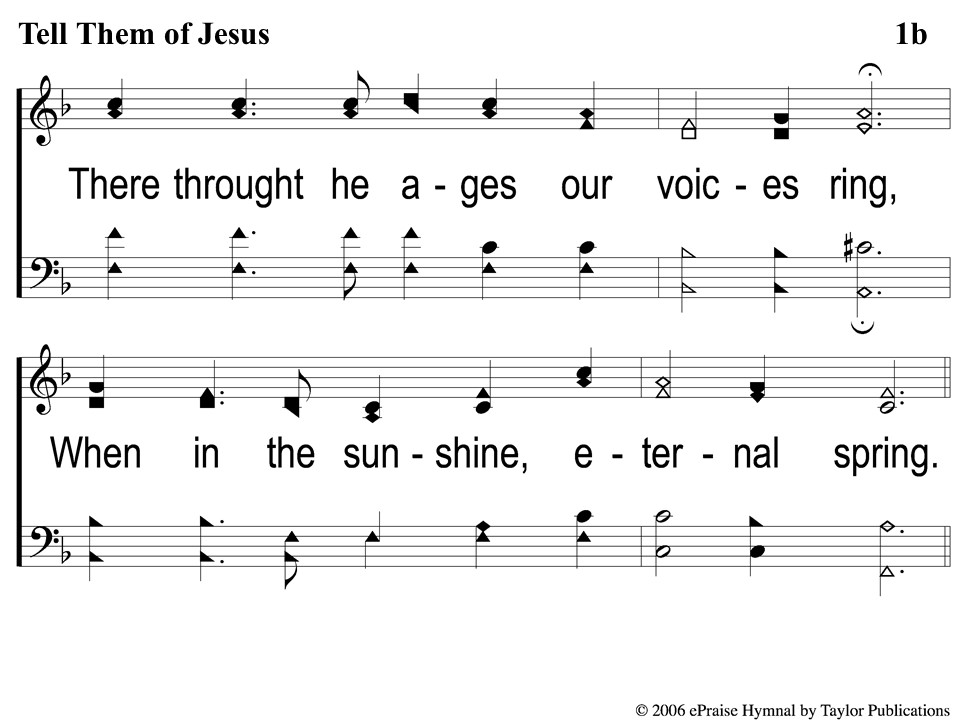 Tell Them of Jesus 1b
There throught he a - ges our voic - es ring,
When in the sun - shine, e - ter - nal spring.
© 2006 ePraise Hymnal by Taylor Publications